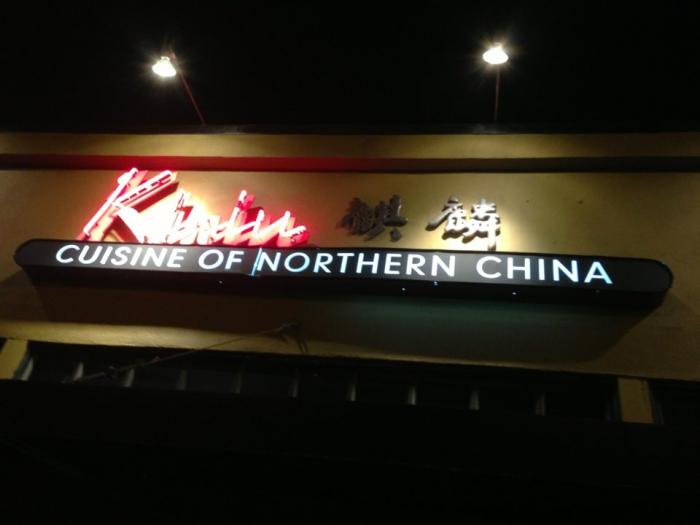 Kirin 麒麟
CUISINE OF NORTHERN CHINA